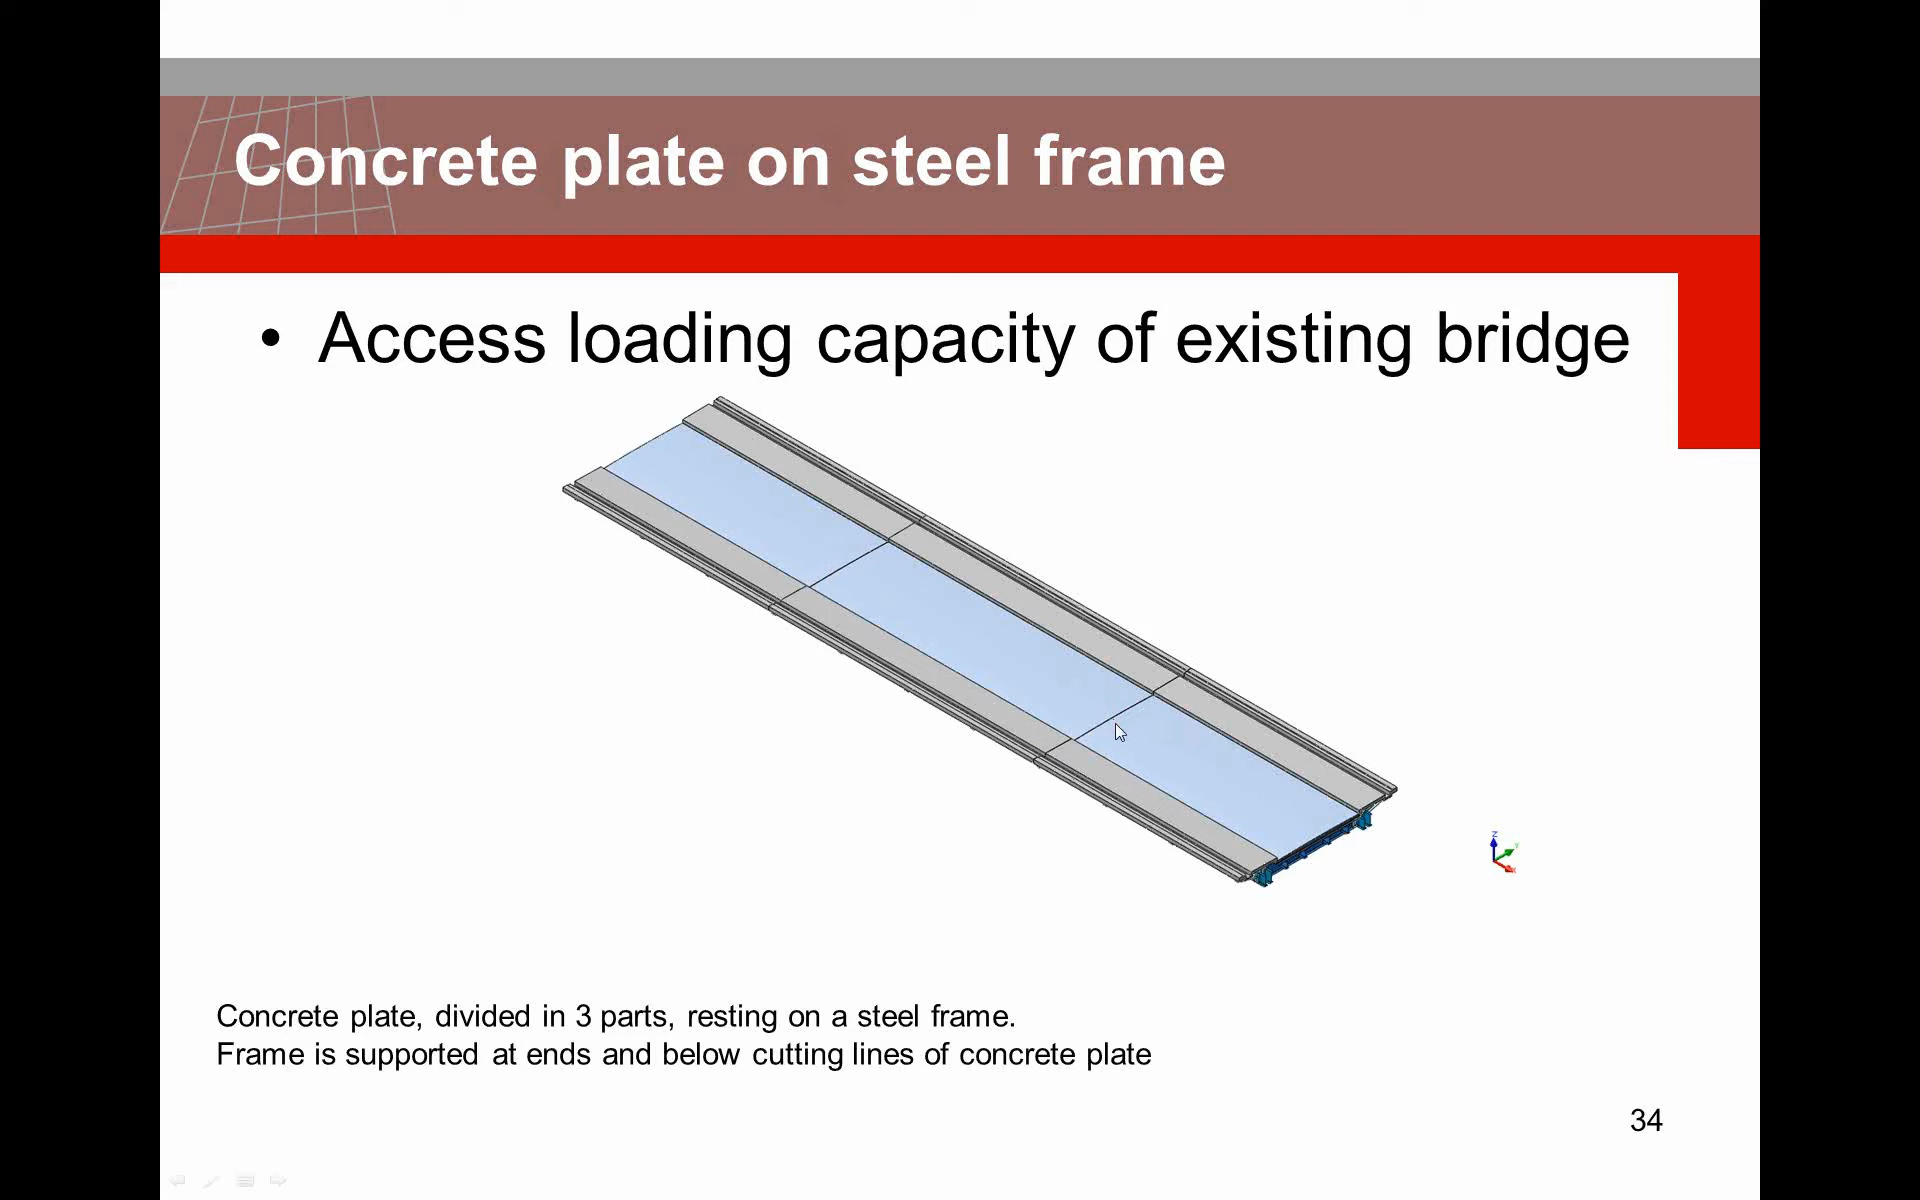 Concrete plate on steel frame
• Access loading capacity of existing bridge
Z
Y
X
Concrete plate, divided in 3 parts, resting on a steel frame.
Frame is supported at ends and below cutting lines of concrete plate
34